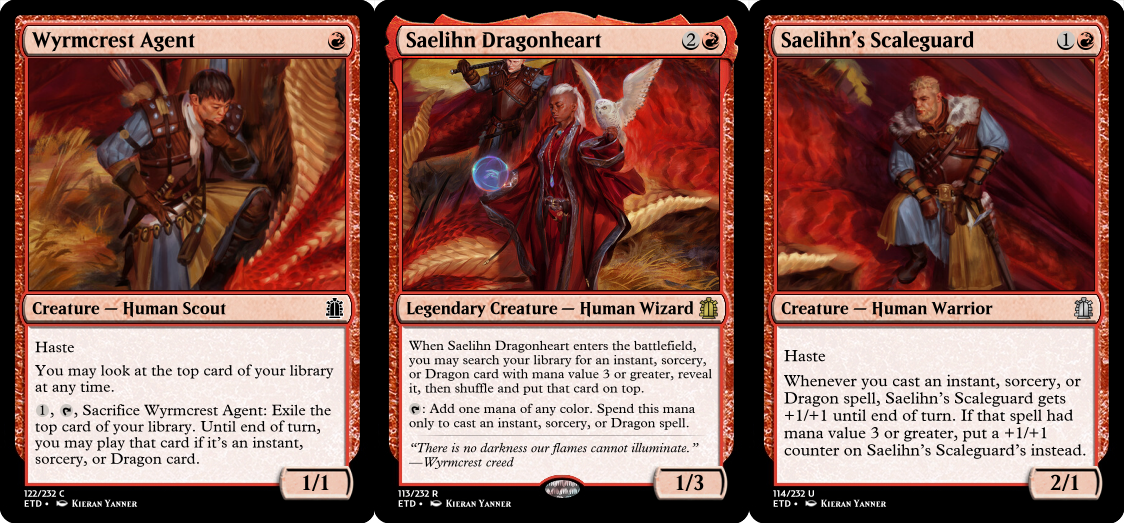 Wyrmcrest Agent
Creature — Human Scout
Haste
You may look at the top card of your library
at any time.
1, , Sacrifice Wyrmcrest Agent: Exile the
top card of your library. Until end of turn,
you may play that card if it's an instant,
sorcery, or Dragon card.
1/1
122/232 C
ETD • KIERAN YANNER
Saelihn Dragonheart
2
Legendary Creature — Human Wizard
When Saelihn Dragonheart enters the battlefield,
you may search your library for an instant, sorcery,
or Dragon card with mana value 3 or greater, reveal
it, then shuffle and put that card on top.
: Add one mana of any color. Spend this mana
only to cast an instant, sorcery, or Dragon spell.
“There is no darkness our flames cannot illuminate.”
—Wyrmcrest creed
1/3
113/232 R
ETD • KIERAN YANNER
Saelihn's Scaleguard
1
Creature — Human Warrior
Haste
Whenever you cast an instant, sorcery, or
Dragon spell, Saelihn's Scaleguard gets
+1/+1 until end of turn. If that spell had
mana value 3 or greater, put a +1/+1
counter on Saelihn's Scaleguard's instead.
2/1
114/232 U
ETD • KIERAN YANNER